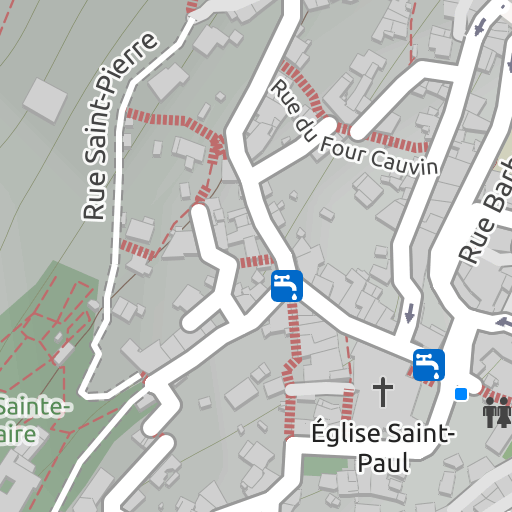 Rue Saint-Pierre
Rue du Four Cauvin
Rue Barb
Sainte-
aire
Église Saint-
Paul